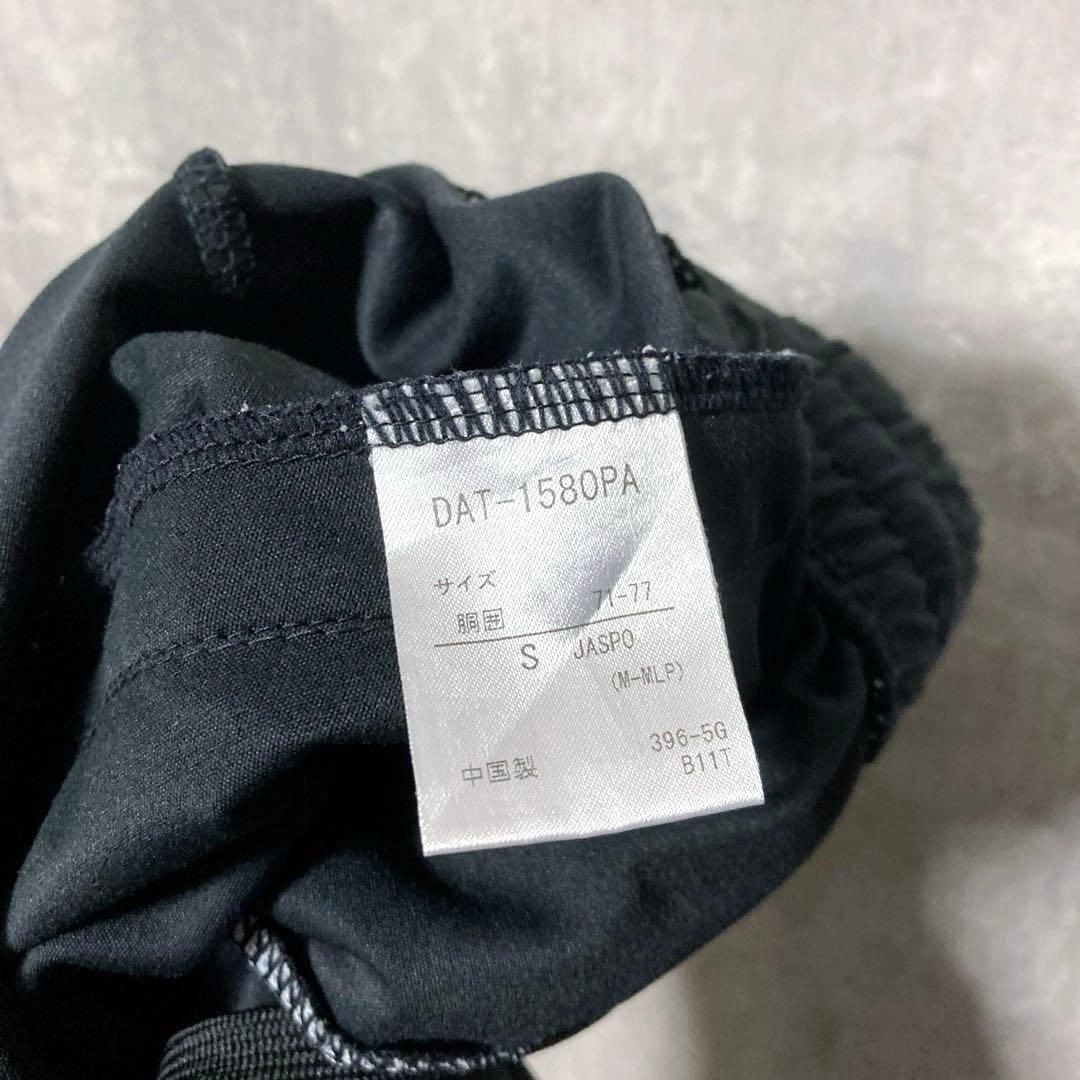 DAT-1580PA
サイズ
胴囲 71-77
S JASPO
(M-MLP)
396-5G
中国製 B11T